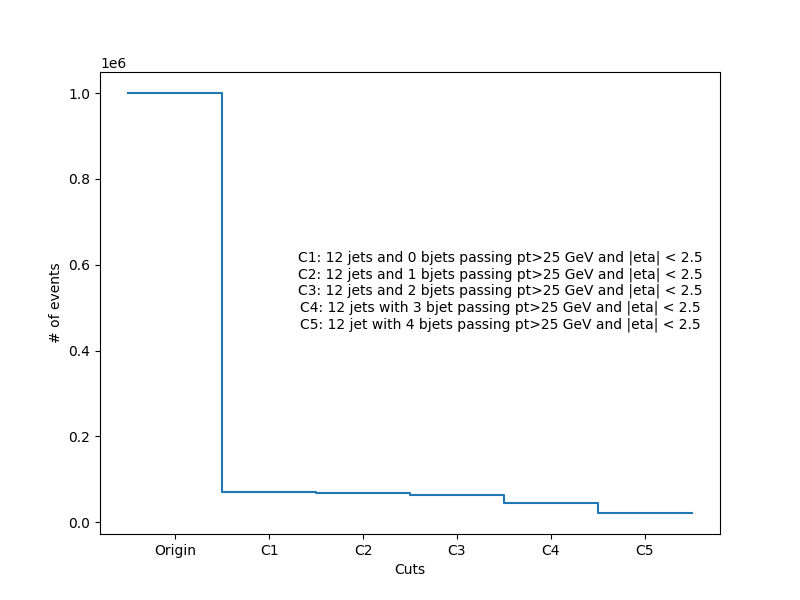 1e6
1.0
0.8
0.6
0.4
0.2
0.0
# of events
C1: 12 jets and 0 bjets passing pt>25 GeV and |eta| < 2.5
C2: 12 jets and 1 bjets passing pt>25 GeV and |eta| < 2.5
C3: 12 jets and 2 bjets passing pt>25 GeV and |eta| < 2.5
C4: 12 jets with 3 bjet passing pt>25 GeV and |eta| < 2.5
C5: 12 jet with 4 bjets passing pt>25 GeV and |eta| < 2.5
Origin C1 C2 C3 C4 C5
Cuts